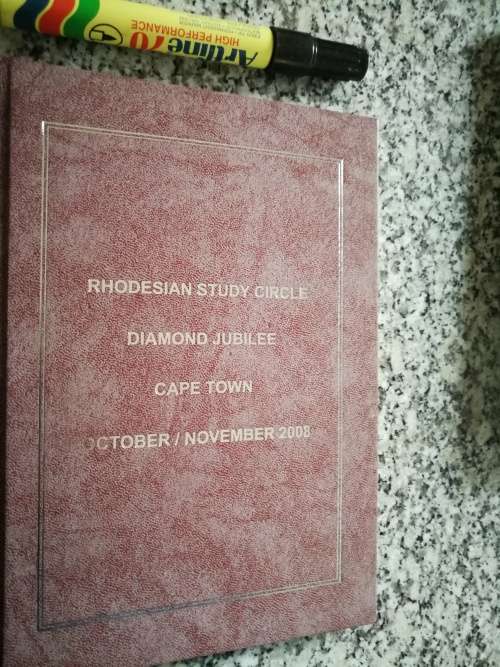 Artline 70
HIGH PERFORMANCE
RHODESIAN STUDY CIRCLE
DIAMOND JUBILEE
CAPE TOWN
OCTOBER / NOVEMBER 2008